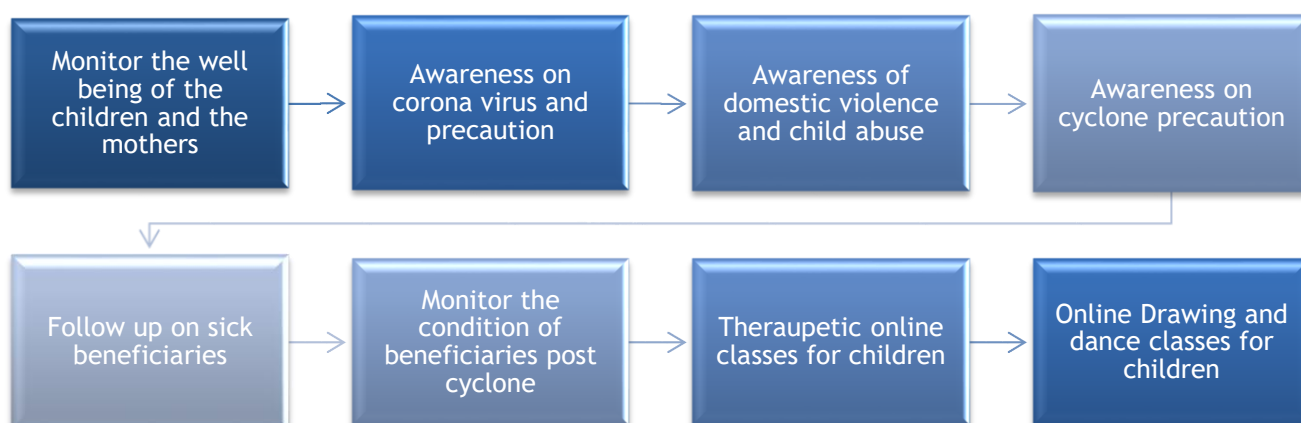 Monitor the well
being of the
children and the
mothers
Awareness on
corona virus and
precaution
Awareness of
domestic violence
and child abuse
Awareness on
cyclone precaution
Follow up on sick
beneficiaries
Monitor the
condition of
beneficiaries post
cyclone
Theraupetic online
classes for children
Online Drawing and
dance classes for
children